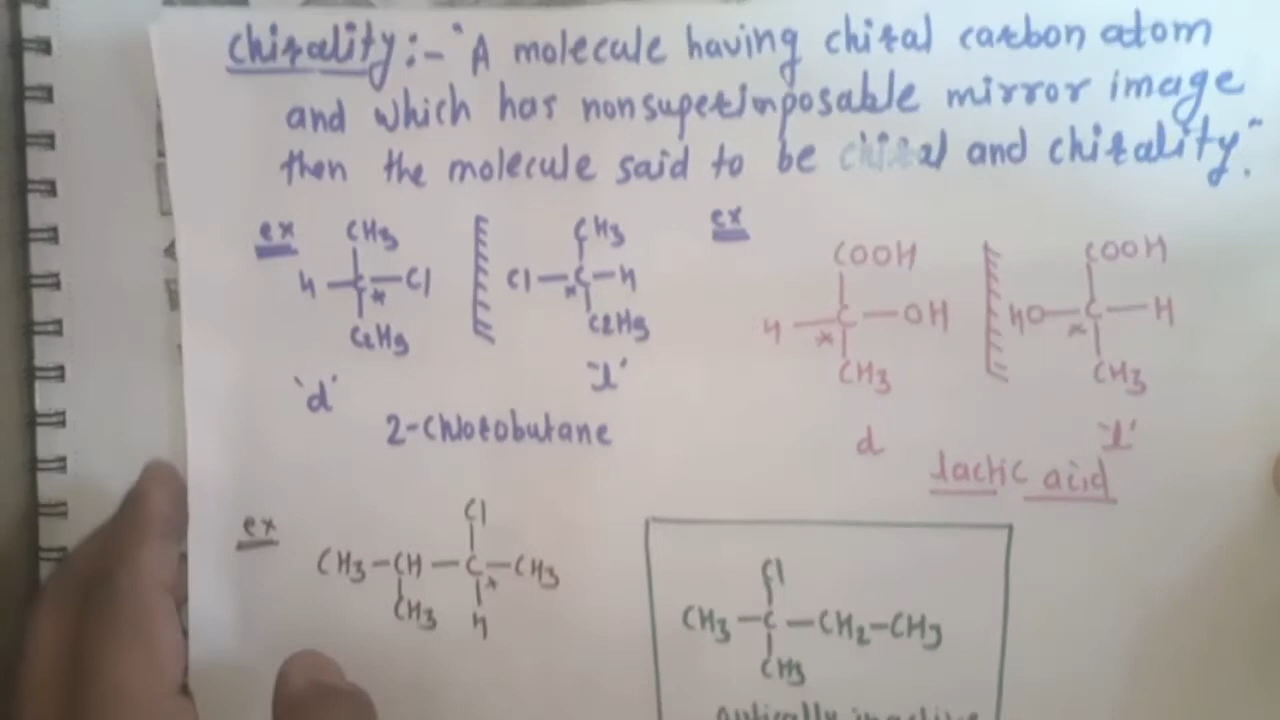 Chirality :- "A molecule having chiral carbon atom
and which has nonsuperimposable mirror image
then the molecule said to be chiral and chirality".
ex
CH3
H—C—Cl
*
C2H5
'd'
CH3
Cl—C—H
*
C2H5
'l'
2-Chlorobutane
ex
COOH
H—C—OH
*
CH3
d
COOH
HO—C—H
*
CH3
'l'
lactic acid
ex
Cl
CH3—CH—C—CH3
*
CH3 H
Cl
CH3—C—CH2—CH3
CH3
optically inactive